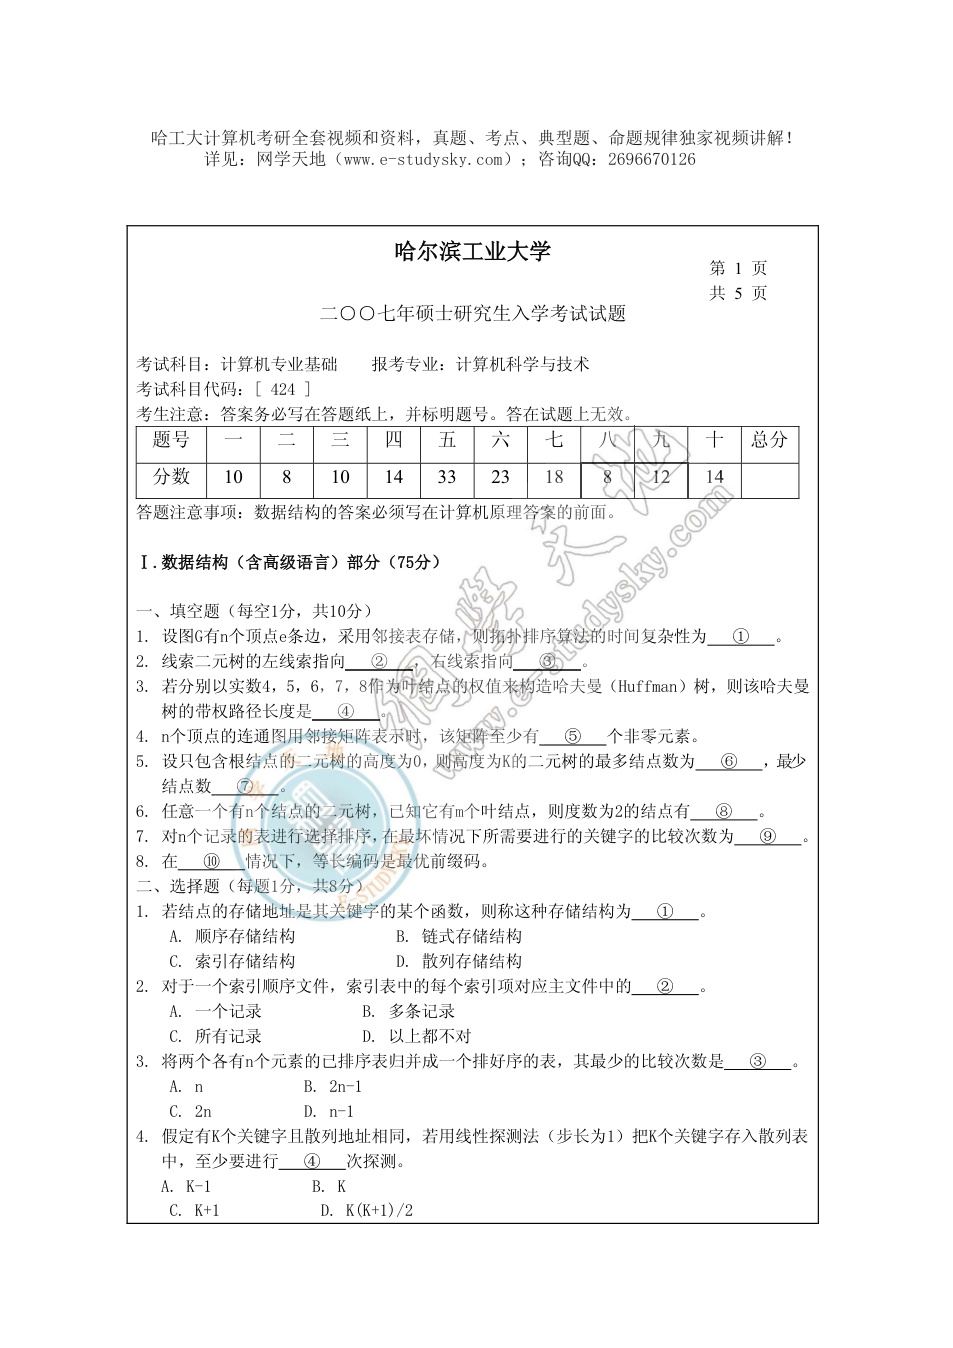 哈工大计算机考研全套视频和资料，真题、考点、典型题、命题规律独家视频讲解！
详见：网学天地（www.e-studysky.com）；咨询QQ：2696670126
哈尔滨工业大学
第 1 页
共 5 页
二○○七年硕士研究生入学考试试题
考试科目：计算机专业基础 报考专业：计算机科学与技术
考试科目代码：[ 424 ]
考生注意：答案务必写在答题纸上，并标明题号。答在试题上无效。
题号 一 二 三 四 五 六 七 八 九 十 总分
分数 10 8 10 14 33 23 18 8 12 14
答题注意事项：数据结构的答案必须写在计算机原理答案的前面。
Ⅰ.数据结构（含高级语言）部分（75分）
一、填空题（每空1分，共10分）
1. 设图G有n个顶点e条边，采用邻接表存储，则拓扑排序算法的时间复杂性为 ① 。
2. 线索二元树的左线索指向 ② ，右线索指向 ③ 。
3. 若分别以实数4，5，6，7，8作为叶结点的权值来构造哈夫曼（Huffman）树，则该哈夫曼
树的带权路径长度是 ④ 。
4. n个顶点的连通图用邻接矩阵表示时，该矩阵至少有 ⑤ 个非零元素。
5. 设只包含根结点的二元树的高度为0，则高度为K的二元树的最多结点数为 ⑥ ，最少
结点数 ⑦ 。
6. 任意一个有n个结点的二元树，已知它有m个叶结点，则度数为2的结点有 ⑧ 。
7. 对n个记录的表进行选择排序，在最坏情况下所需要进行的关键字的比较次数为 ⑨ 。
8. 在 ⑩ 情况下，等长编码是最优前缀码。
二、选择题（每题1分，共8分）
1. 若结点的存储地址是其关键字的某个函数，则称这种存储结构为 ① 。
A. 顺序存储结构 B. 链式存储结构
C. 索引存储结构 D. 散列存储结构
2. 对于一个索引顺序文件，索引表中的每个索引项对应主文件中的 ② 。
A. 一个记录 B. 多条记录
C. 所有记录 D. 以上都不对
3. 将两个各有n个元素的已排序表归并成一个排好序的表，其最少的比较次数是 ③ 。
A. n B. 2n-1
C. 2n D. n-1
4. 假定有K个关键字且散列地址相同，若用线性探测法（步长为1）把K个关键字存入散列表
中，至少要进行 ④ 次探测。
A. K-1 B. K
C. K+1 D. K(K+1)/2
網學天地
www.e-studysky.com
E-STUDYSKY